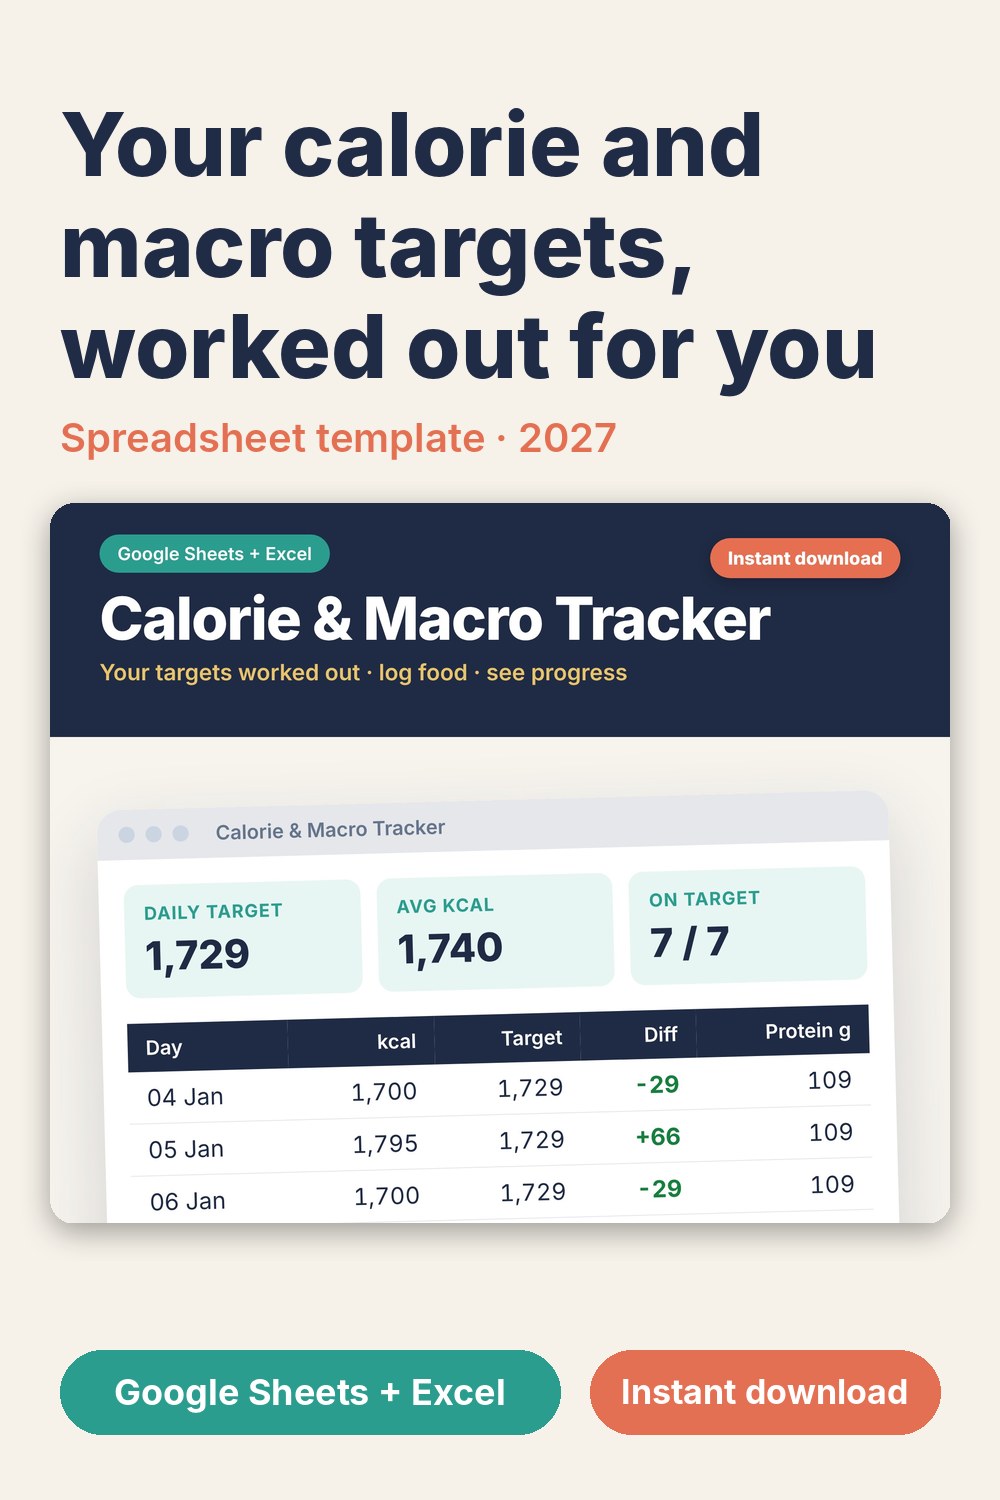 Your calorie and
macro targets,
worked out for you
Spreadsheet template · 2027
Google Sheets + Excel
Instant download
Calorie & Macro Tracker
Your targets worked out · log food · see progress
Calorie & Macro Tracker
DAILY TARGET AVG KCAL ON TARGET
1,729 1,740 7 / 7
Day kcal Target Diff Protein g
04 Jan 1,700 1,729 -29 109
05 Jan 1,795 1,729 +66 109
06 Jan 1,700 1,729 -29 109
Google Sheets + Excel Instant download